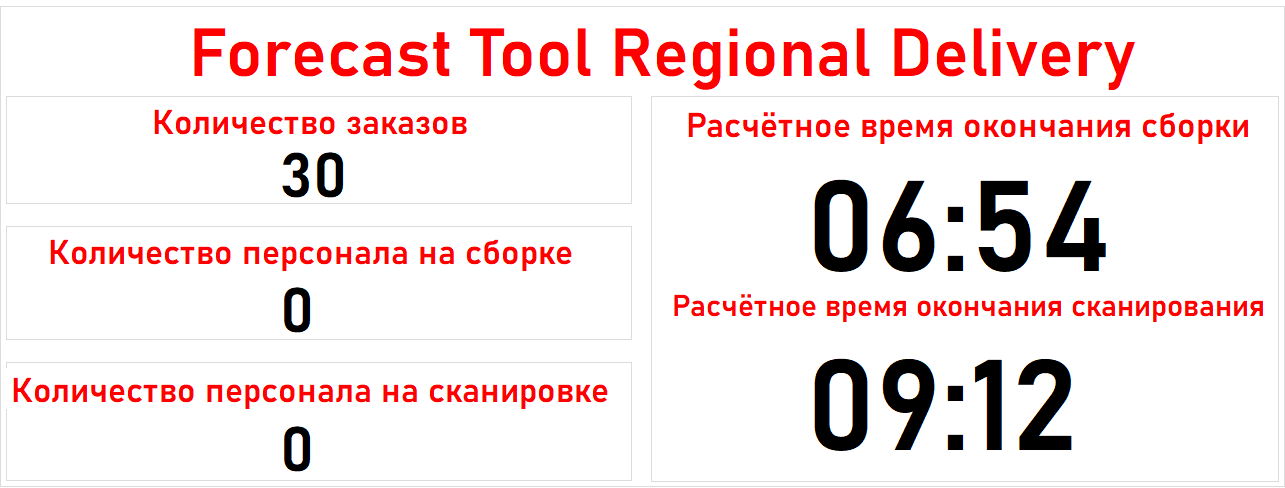 Forecast Tool Regional Delivery
Количество заказов
30
Количество персонала на сборке
0
Количество персонала на сканировке
0
Расчётное время окончания сборки
06:54
Расчётное время окончания сканирования
09:12